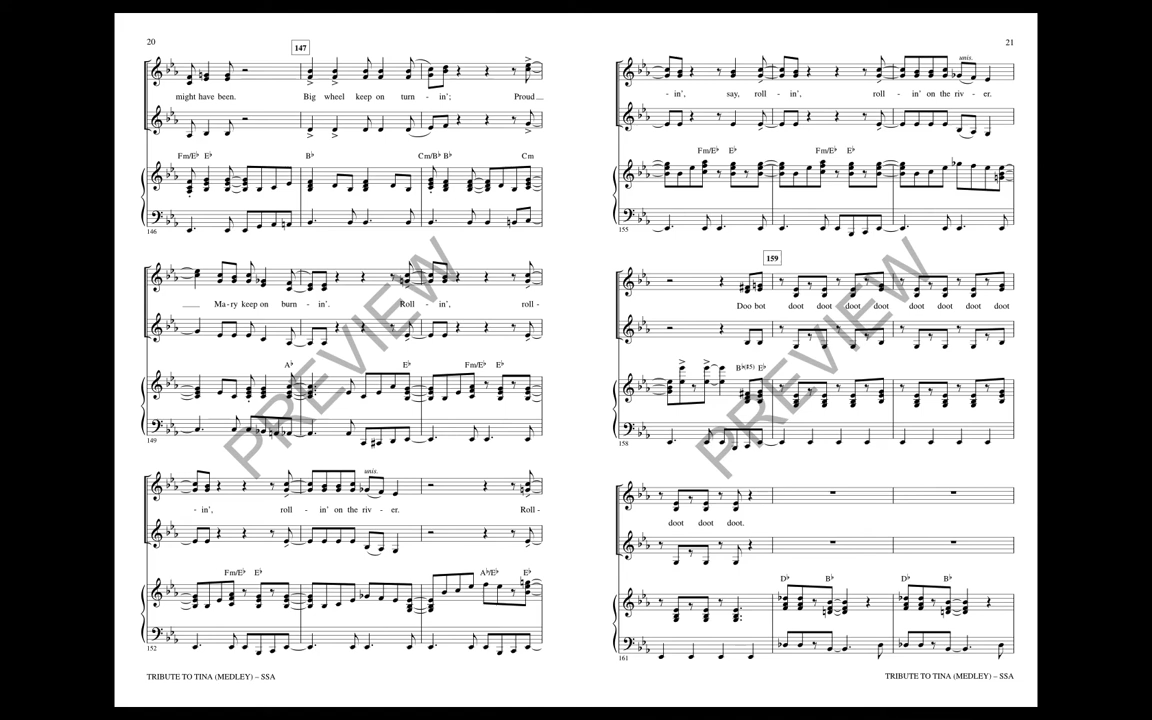 20
147
might have been. Big wheel keep on turn - in'; Proud
Fm/E♭ E♭ B♭ Cm/B♭ B♭ Cm
146
Ma - ry keep on burn - in'. Roll - in', roll -
A♭ E♭ Fm/E♭ E♭
149
unis.
- in', roll - in' on the riv - er. Roll -
Fm/E♭ E♭ A♭/E♭ E♭
152
TRIBUTE TO TINA (MEDLEY) – SSA
21
unis.
- in', say, roll - in', roll - in' on the riv - er.
Fm/E♭ E♭ Fm/E♭ E♭
155
159
Doo bot doot doot doot doot doot doot doot doot
B♭(♯5) E♭
158
doot doot doot.
D♭ B♭ D♭ B♭
161
TRIBUTE TO TINA (MEDLEY) – SSA
PREVIEW
PREVIEW